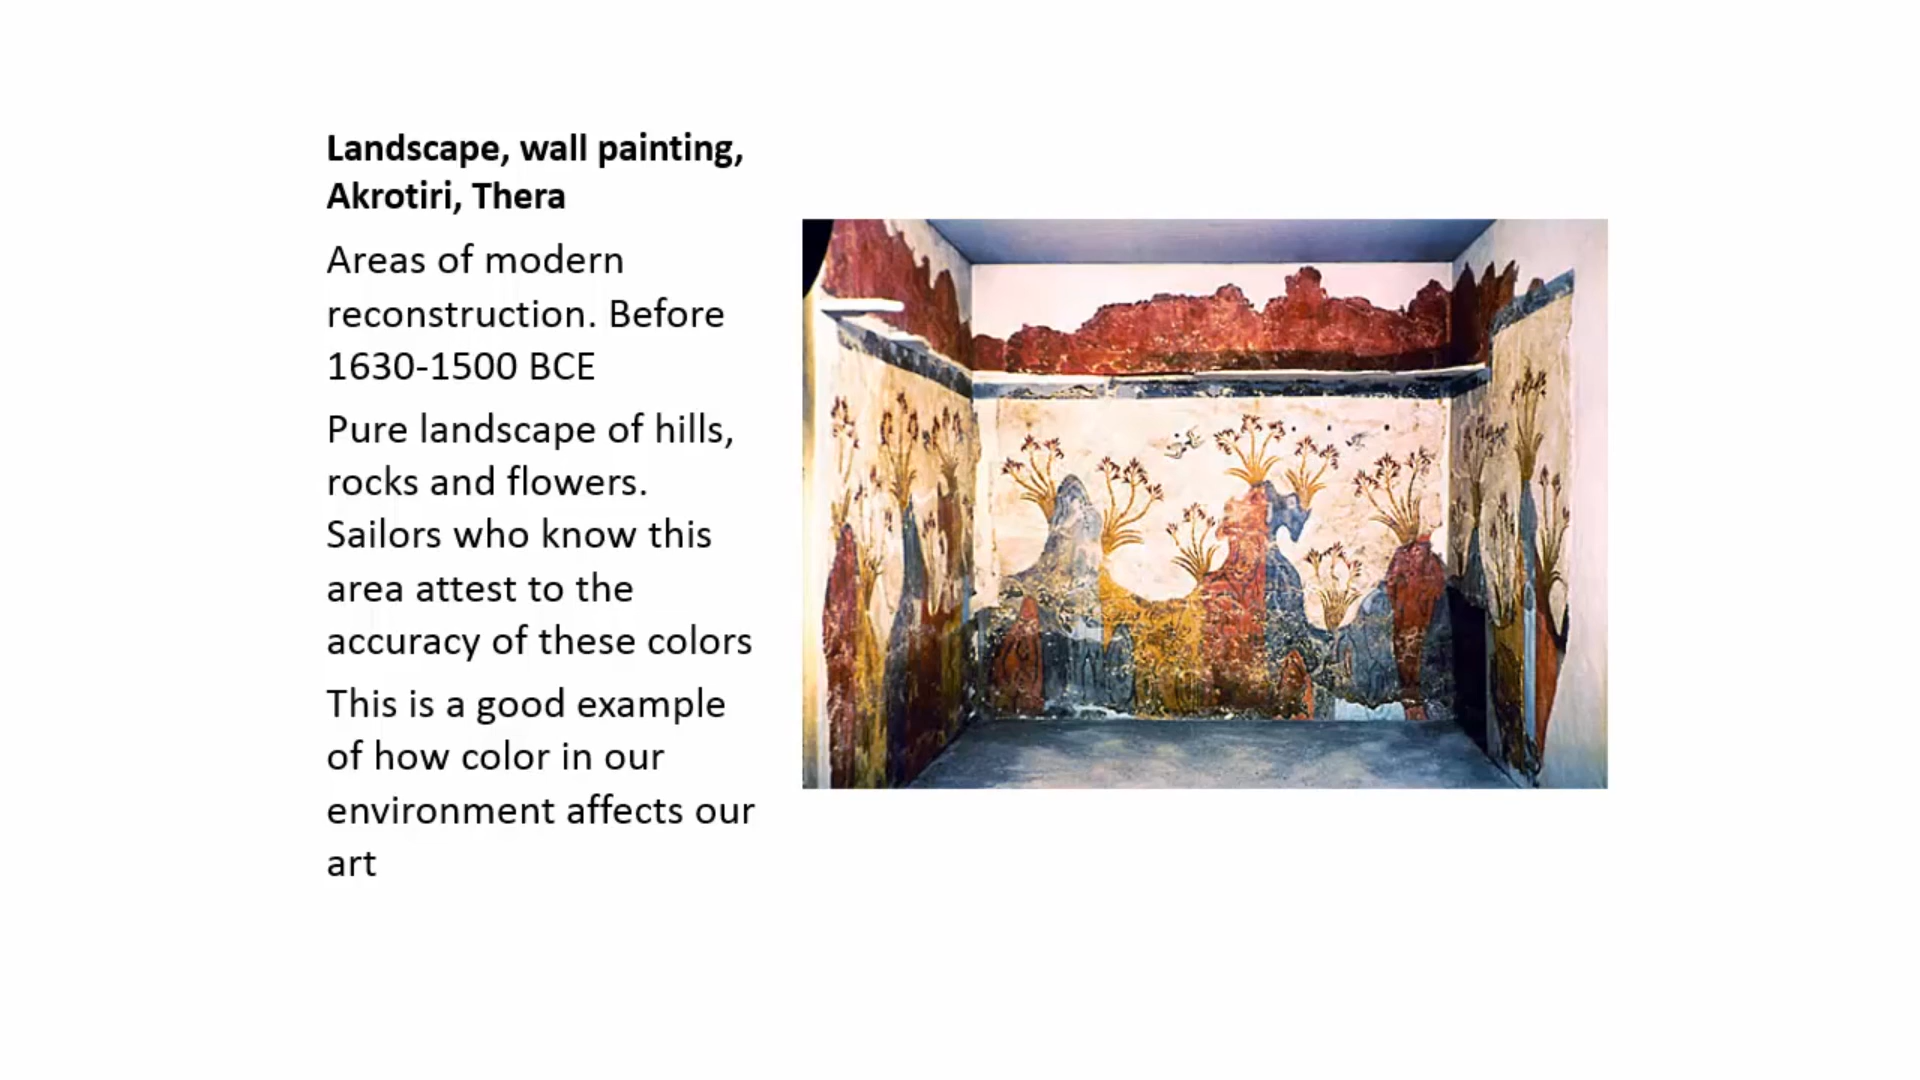 Landscape, wall painting,
Akrotiri, Thera
Areas of modern
reconstruction. Before
1630-1500 BCE
Pure landscape of hills,
rocks and flowers.
Sailors who know this
area attest to the
accuracy of these colors
This is a good example
of how color in our
environment affects our
art